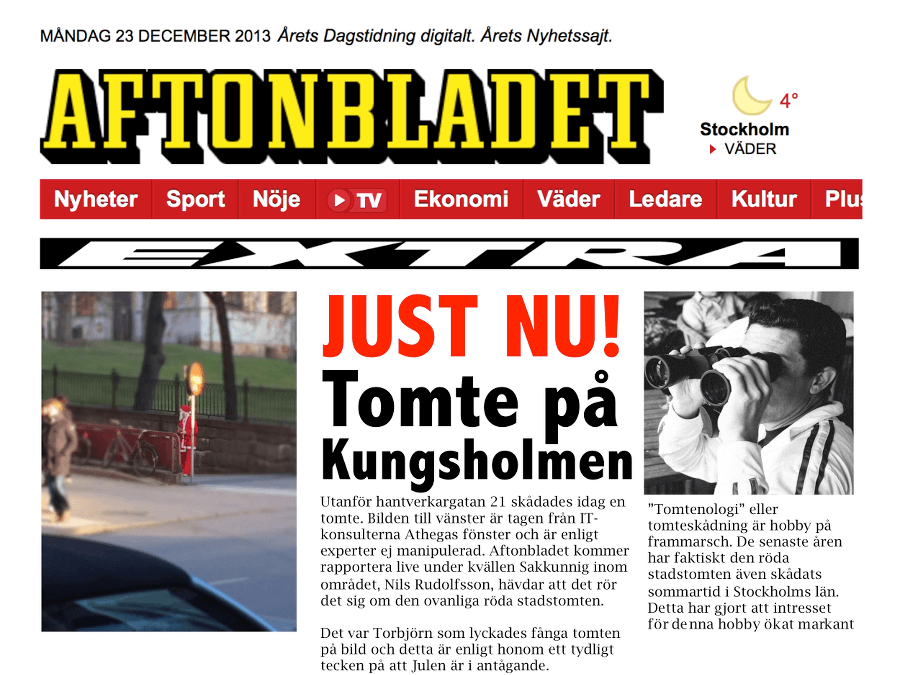 MÅNDAG 23 DECEMBER 2013 Årets Dagstidning digitalt. Årets Nyhetssajt.
AFTONBLADET
4°
Stockholm
VÄDER
Nyheter Sport Nöje TV Ekonomi Väder Ledare Kultur Plus
EXTRA
JUST NU!
Tomte på
Kungsholmen
Utanför hantverkargatan 21 skådades idag en
tomte. Bilden till vänster är tagen från IT-
konsulterna Athegas fönster och är enligt
experter ej manipulerad. Aftonbladet kommer
rapportera live under kvällen Sakkunnig inom
området, Nils Rudolfsson, hävdar att det rör
det sig om den ovanliga röda stadstomten.
Det var Torbjörn som lyckades fånga tomten
på bild och detta är enligt honom ett tydligt
tecken på att Julen är i antågande.
”Tomtenologi” eller
tomteskådning är hobby på
frammarsch. De senaste åren
har faktiskt den röda
stadstomten även skådats
sommartid i Stockholms län.
Detta har gjort att intresset
för denna hobby ökat markant